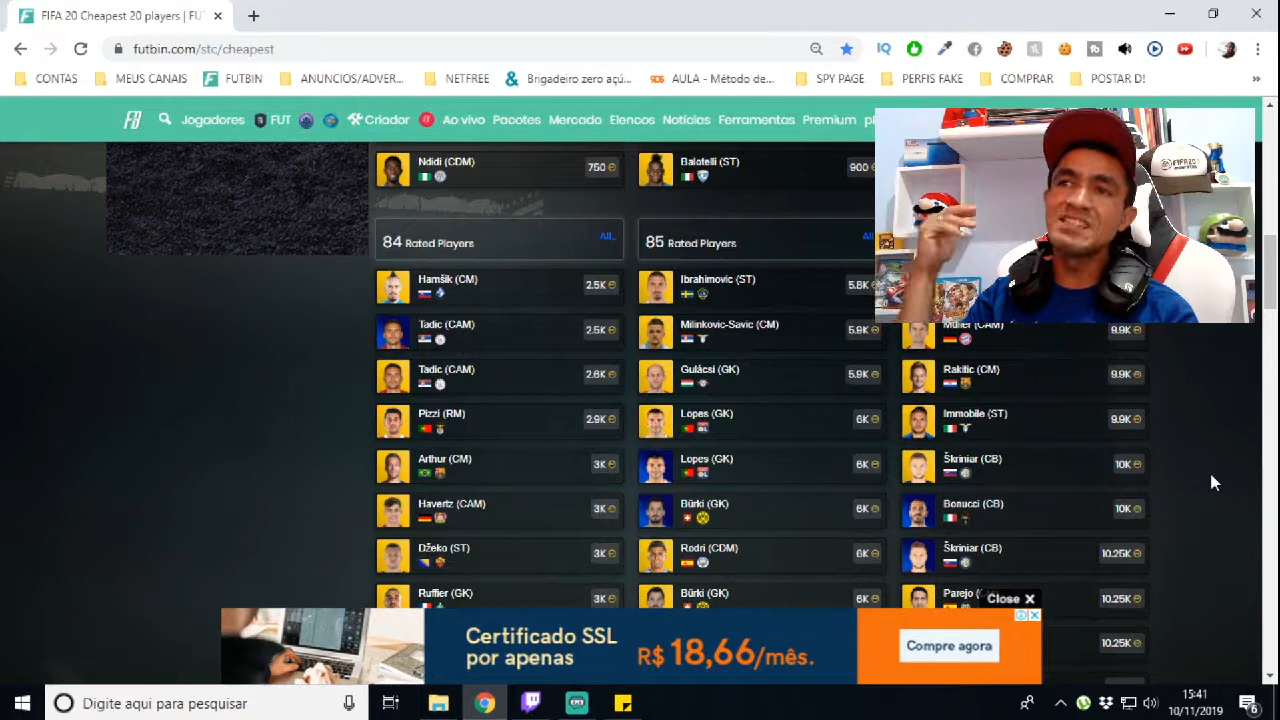 FIFA 20 Cheapest 20 players | FU
futbin.com/stc/cheapest
CONTAS
MEUS CANAIS
FUTBIN
ANUNCIOS/ADVER...
NETFREE
Brigadeiro zero açú...
AULA - Método de...
SPY PAGE
PERFIS FAKE
COMPRAR
POSTAR D!
Jogadores
FUT
Criador
Ao vivo
Pacotes
Mercado
Elencos
Notícias
Ferramentas
Premium
Ndidi (CDM)
750
Balotelli (ST)
900
FIFA 20
84 Rated Players
All..
85 Rated Players
Hamšík (CM)
2.5K
Ibrahimovic (ST)
5.8K
Tadic (CAM)
2.5K
Milinkovic-Savic (CM)
5.9K
Müller (CAM)
9.9K
Tadic (CAM)
2.6K
Gulácsi (GK)
5.9K
Rakitic (CM)
9.9K
Pizzi (RM)
2.9K
Lopes (GK)
6K
Immobile (ST)
9.9K
Arthur (CM)
3K
Lopes (GK)
6K
Škriniar (CB)
10K
Havertz (CAM)
3K
Bürki (GK)
6K
Bonucci (CB)
10K
Džeko (ST)
3K
Rodri (CDM)
6K
Škriniar (CB)
10.25K
Ruffier (GK)
3K
Bürki (GK)
6K
Parejo
10.25K
Close X
10.25K
Certificado SSL
por apenas
R$ 18,66/mês.
Compre agora
Digite aqui para pesquisar
15:41
10/11/2019
6